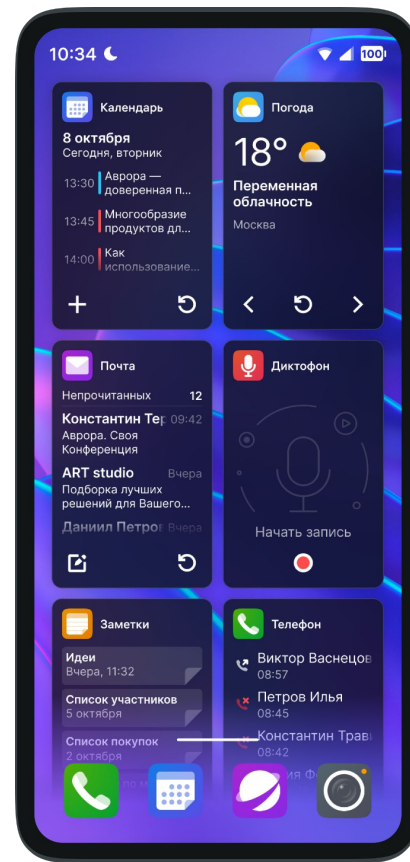 10:34
100
Календарь
8 октября
Сегодня, вторник
13:30 Аврора —
доверенная п...
13:45 Многообразие
продуктов дл...
14:00 Как
использование...
Погода
18°
Переменная
облачность
Москва
Почта
Непрочитанных 12
Константин Тер 09:42
Аврора. Своя
Конференция
ART studio Вчера
Подборка лучших
решений для Вашего...
Даниил Петров Вчера
Диктофон
Начать запись
Заметки
Идеи
Вчера, 11:32
Список участников
5 октября
Список покупок
2 октября
Телефон
Виктор Васнецов
08:57
Петров Илья
08:45
Константин Трав
08:42